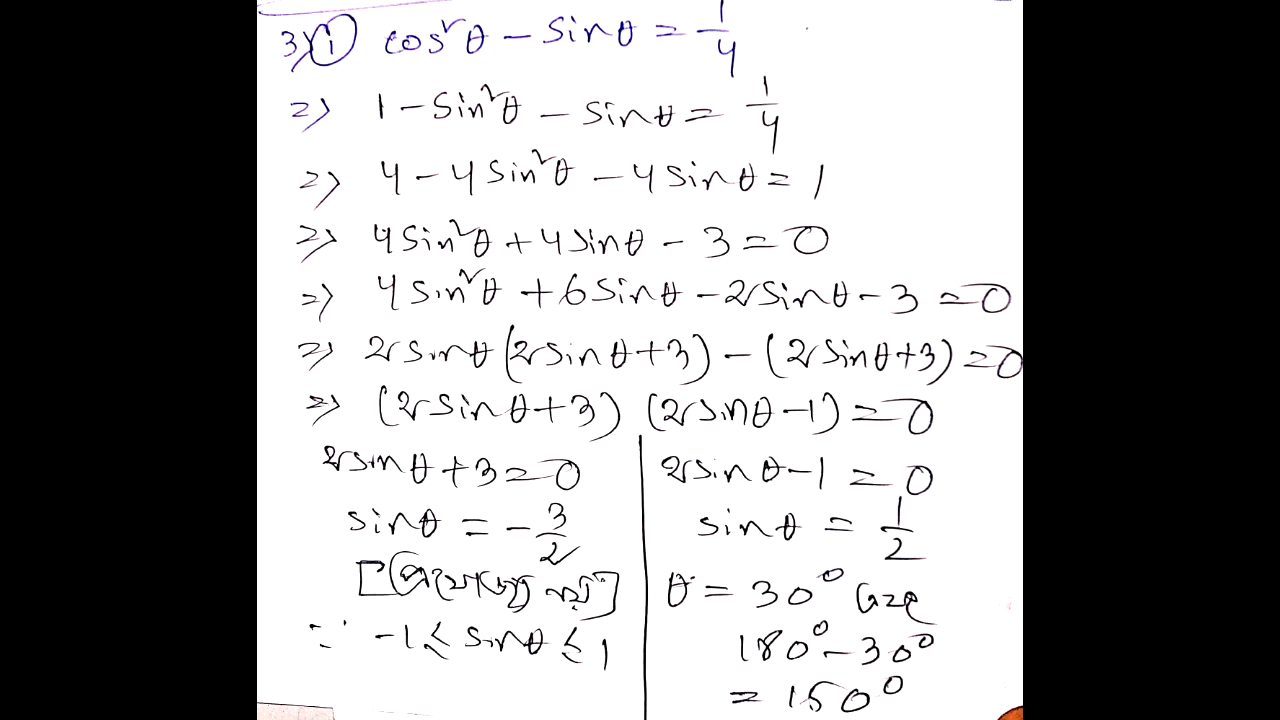 3) ① cos²θ - sinθ = 1/4
=> 1 - sin²θ - sinθ = 1/4
=> 4 - 4sin²θ - 4sinθ = 1
=> 4sin²θ + 4sinθ - 3 = 0
=> 4sin²θ + 6sinθ - 2sinθ - 3 = 0
=> 2sinθ(2sinθ+3) - (2sinθ+3) = 0
=> (2sinθ+3) (2sinθ-1) = 0
2sinθ + 3 = 0
sinθ = - 3/2
[গ্রহণযোগ্য নয়]
∵ -1 ≤ sinθ ≤ 1
2sinθ - 1 = 0
sinθ = 1/2
θ = 30° এবং
180° - 30°
= 150°